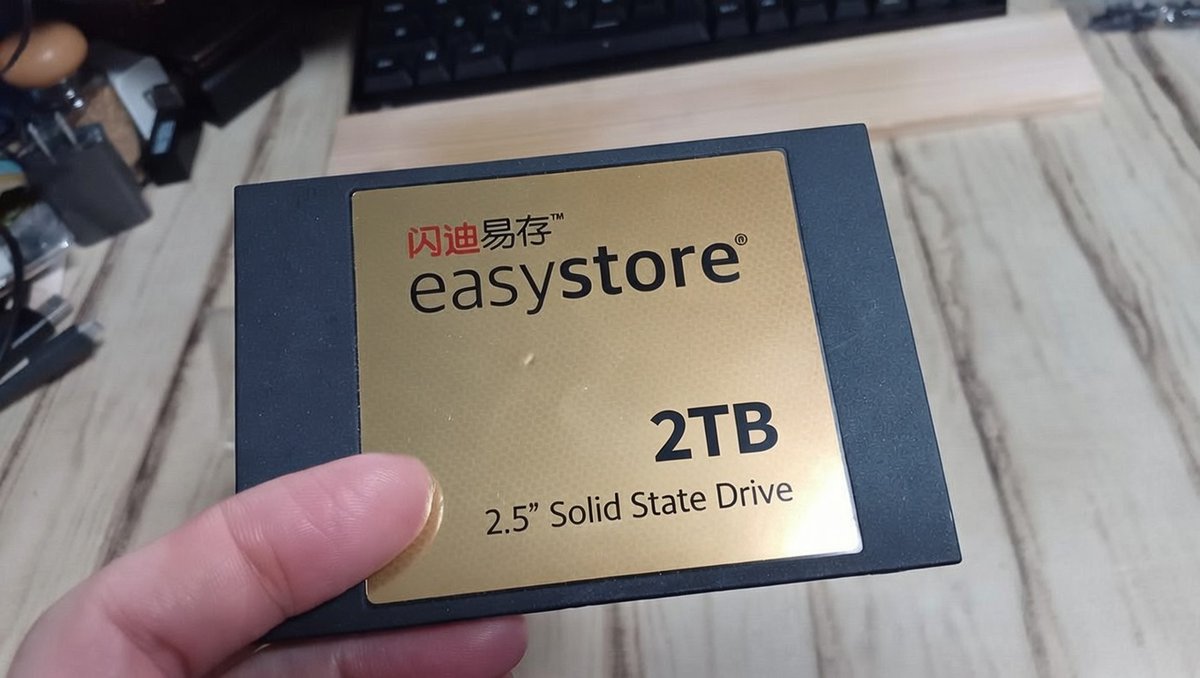 闪迪易存™
easystore®
2TB
2.5” Solid State Drive